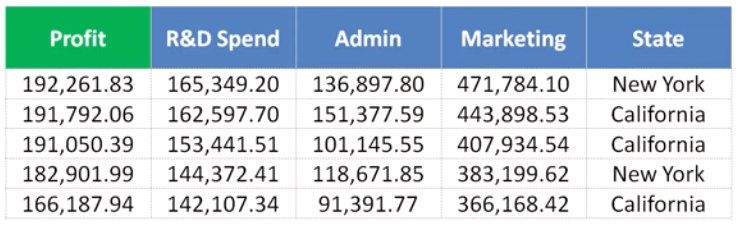 Profit R&D Spend Admin Marketing State
192,261.83 165,349.20 136,897.80 471,784.10 New York
191,792.06 162,597.70 151,377.59 443,898.53 California
191,050.39 153,441.51 101,145.55 407,934.54 California
182,901.99 144,372.41 118,671.85 383,199.62 New York
166,187.94 142,107.34 91,391.77 366,168.42 California